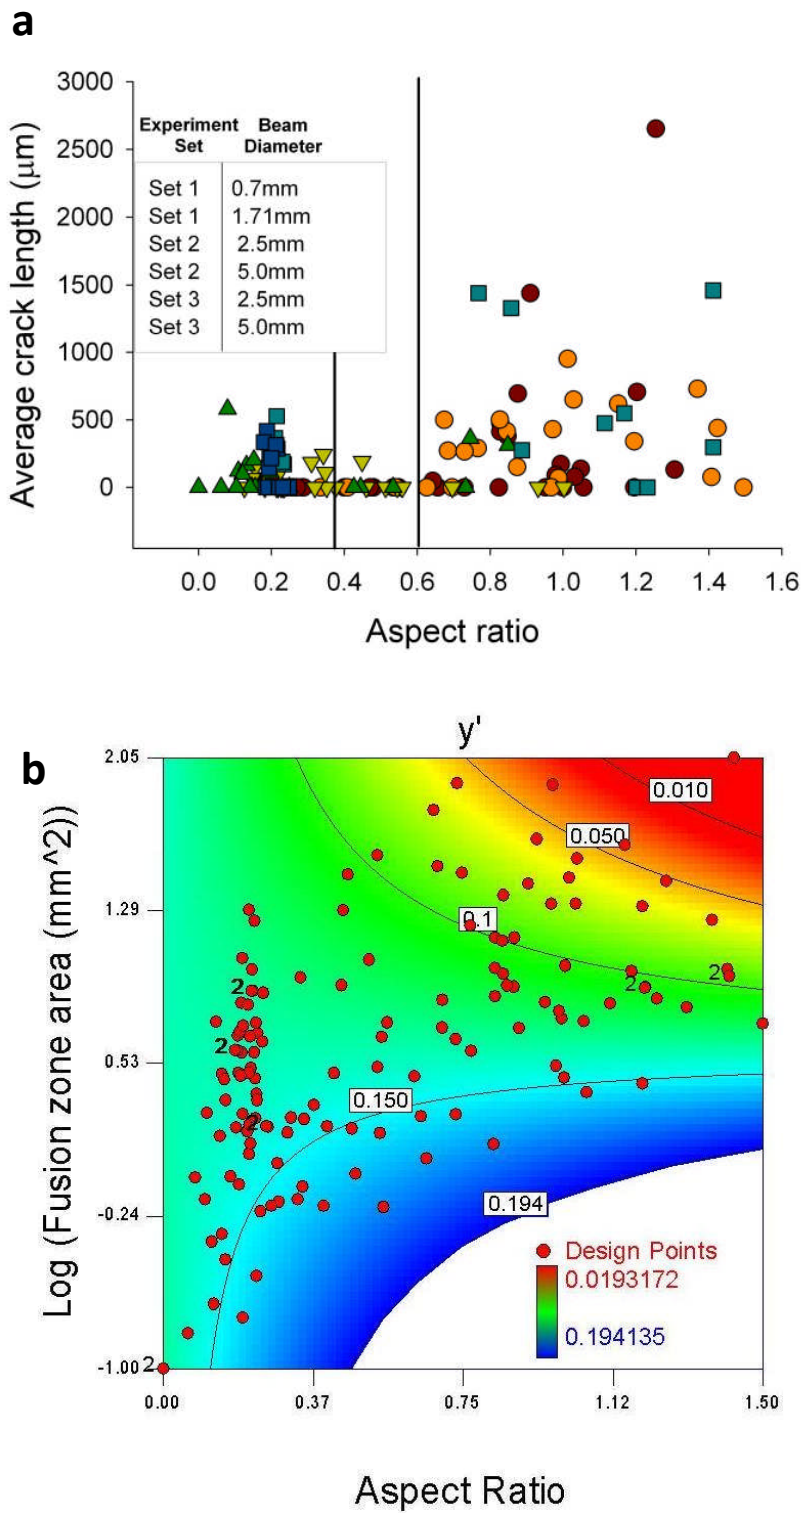 a
3000
2500
2000
1500
1000
500
0
Average crack length (μm)
Experiment Set Beam Diameter
Set 1 0.7mm
Set 1 1.71mm
Set 2 2.5mm
Set 2 5.0mm
Set 3 2.5mm
Set 3 5.0mm
0.0 0.2 0.4 0.6 0.8 1.0 1.2 1.4 1.6
Aspect ratio
b
y'
2.05
1.29
0.53
-0.24
-1.00
Log (Fusion zone area (mm^2))
0.010
0.050
0.1
2 2 2
2
0.150
2
0.194
Design Points
0.0193172
0.194135
2
0.00 0.37 0.75 1.12 1.50
Aspect Ratio